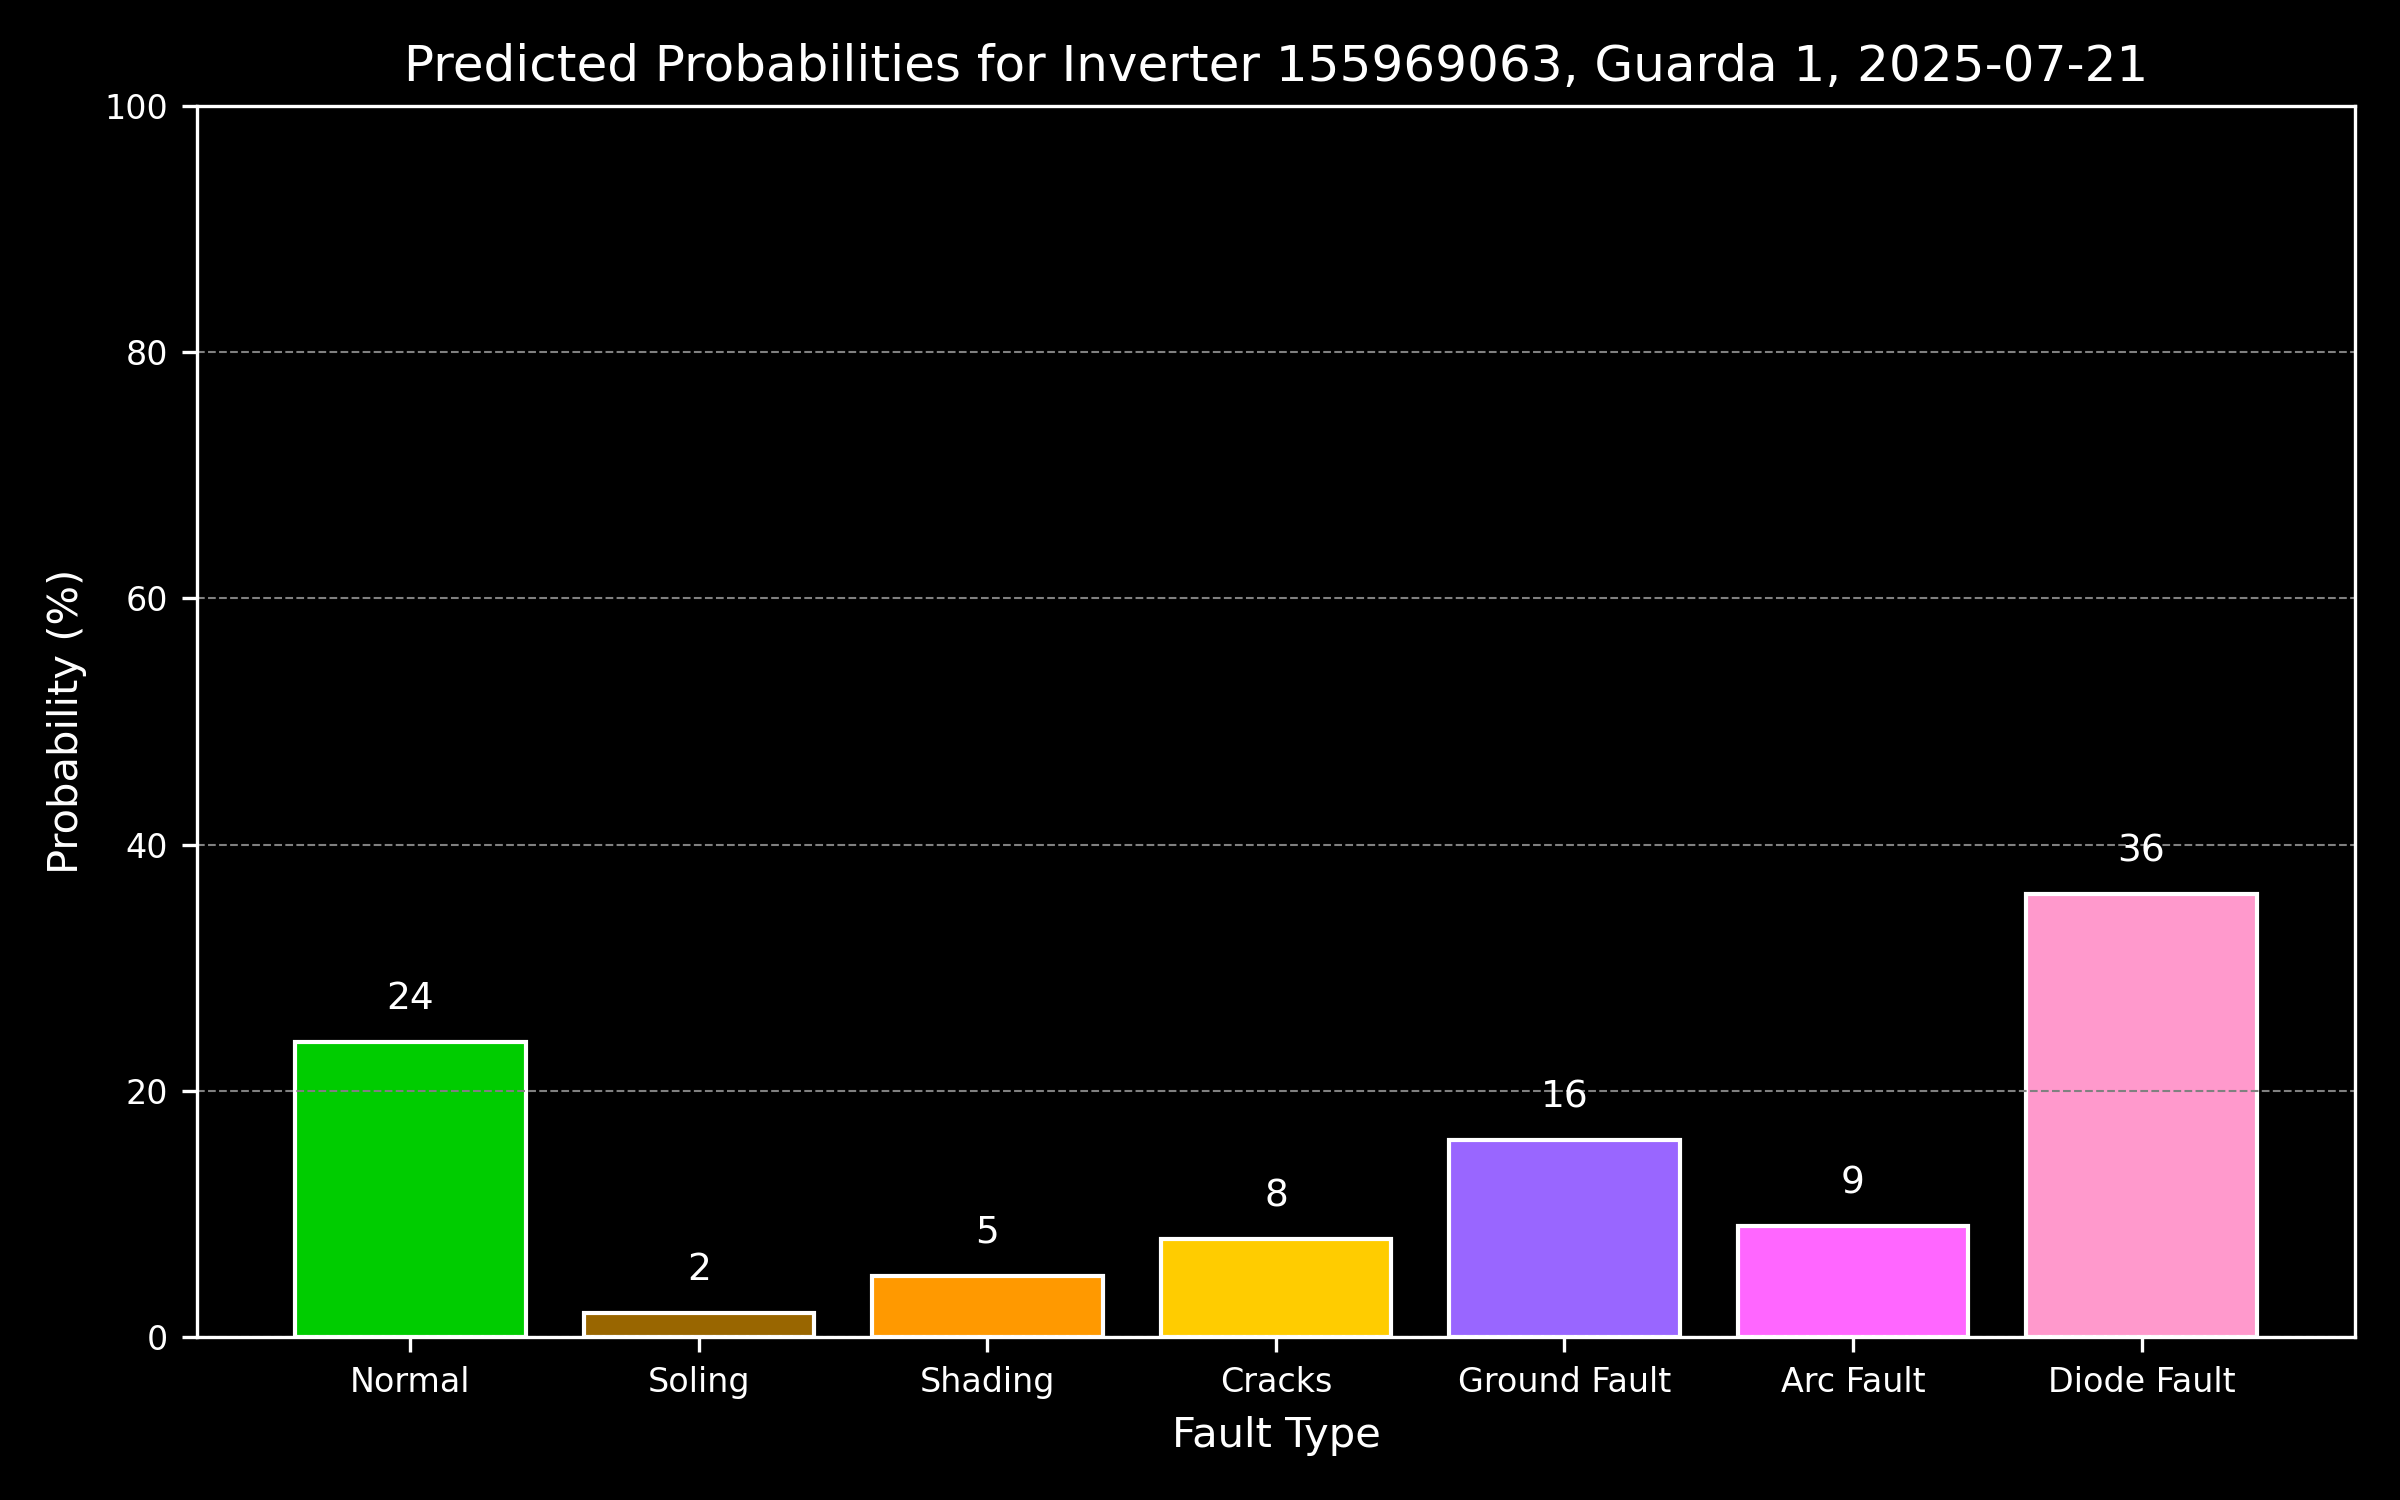 Predicted Probabilities for Inverter 155969063, Guarda 1, 2025-07-21
Probability (%)
100
80
60
40
20
0
24
2
5
8
16
9
36
Normal
Soling
Shading
Cracks
Ground Fault
Arc Fault
Diode Fault
Fault Type